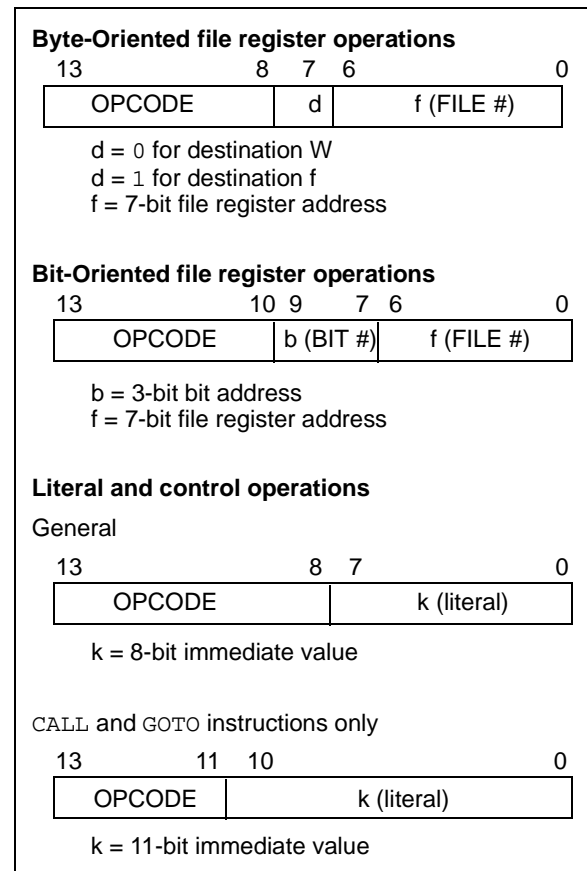 Byte-Oriented file register operations
13 8 7 6 0
OPCODE d f (FILE #)
d = 0 for destination W
d = 1 for destination f
f = 7-bit file register address
Bit-Oriented file register operations
13 10 9 7 6 0
OPCODE b (BIT #) f (FILE #)
b = 3-bit bit address
f = 7-bit file register address
Literal and control operations
General
13 8 7 0
OPCODE k (literal)
k = 8-bit immediate value
CALL and GOTO instructions only
13 11 10 0
OPCODE k (literal)
k = 11-bit immediate value